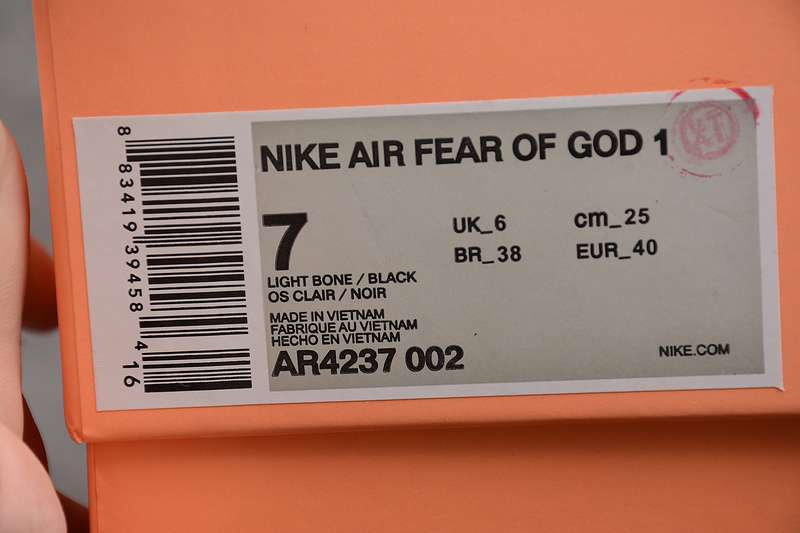 NIKE AIR FEAR OF GOD 1
7
UK_6 cm_25
BR_38 EUR_40
LIGHT BONE / BLACK
OS CLAIR / NOIR
MADE IN VIETNAM
FABRIQUE AU VIETNAM
HECHO EN VIETNAM
AR4237 002
NIKE.COM
8 83419 39458 4 16
XT